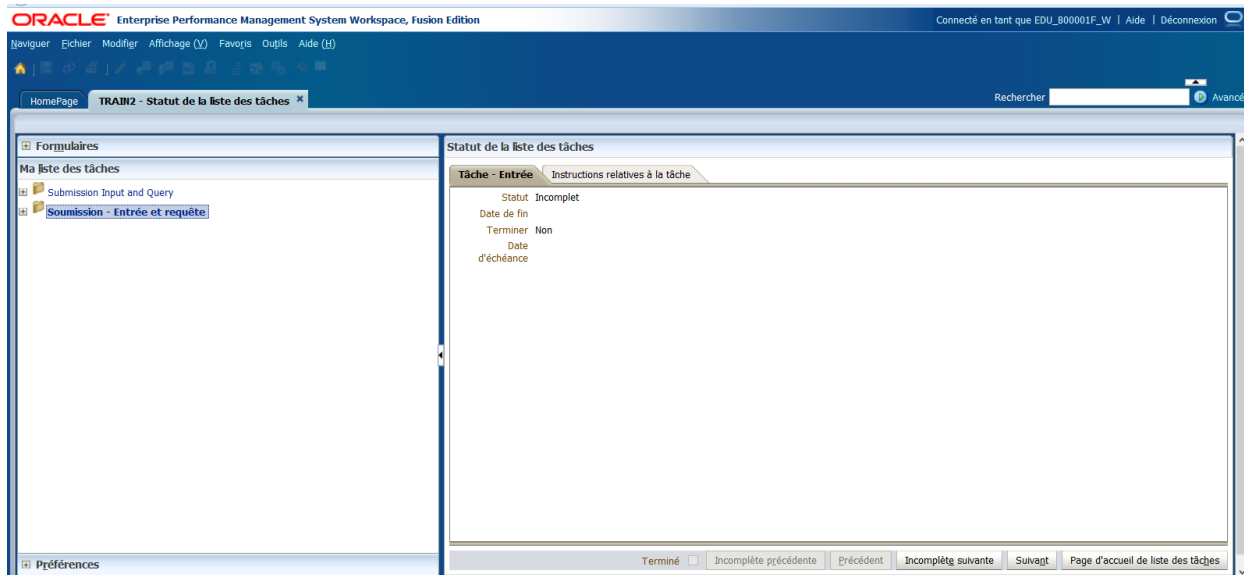 ORACLE Enterprise Performance Management System Workspace, Fusion Edition
Connecté en tant que EDU_B00001F_W | Aide | Déconnexion
Naviguer Fichier Modifier Affichage (V) Favoris Outils Aide (H)
HomePage TRAIN2 - Statut de la liste des tâches
Rechercher Avancé
Formulaires
Ma liste des tâches
Submission Input and Query
Soumission - Entrée et requête
Préférences
Statut de la liste des tâches
Tâche - Entrée Instructions relatives à la tâche
Statut Incomplet
Date de fin
Terminer Non
Date
d'échéance
Terminé Incomplète précédente Précédent Incomplète suivante Suivant Page d'accueil de liste des tâches